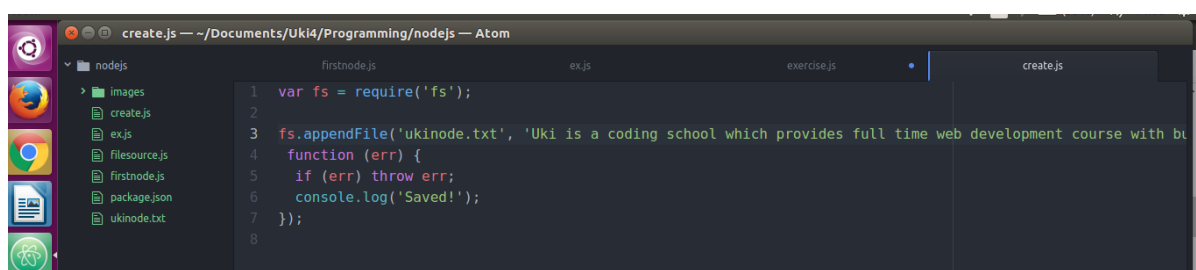 create.js — ~/Documents/Uki4/Programming/nodejs — Atom
nodejs
firstnode.js
ex.js
exercise.js
create.js
images
create.js
ex.js
filesource.js
firstnode.js
package.json
ukinode.txt
1 var fs = require('fs');
2
3 fs.appendFile('ukinode.txt', 'Uki is a coding school which provides full time web development course with bu
4 function (err) {
5 if (err) throw err;
6 console.log('Saved!');
7 });
8